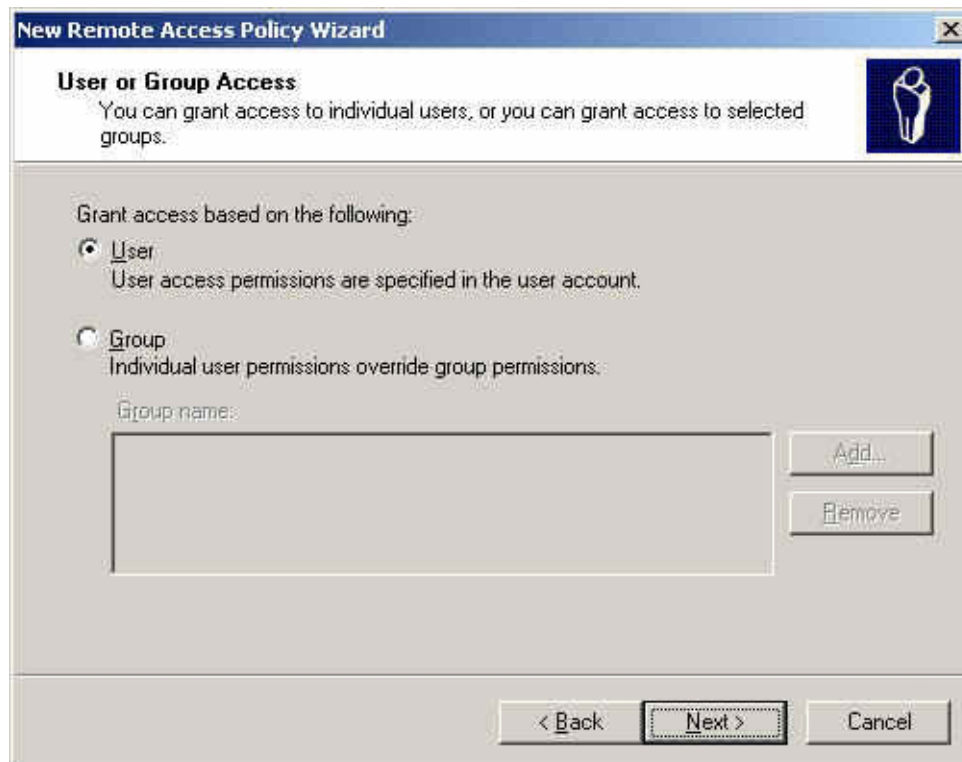 New Remote Access Policy Wizard
User or Group Access
You can grant access to individual users, or you can grant access to selected
groups.
Grant access based on the following:
User
User access permissions are specified in the user account.
Group
Individual user permissions override group permissions.
Group name:
Add...
Remove
< Back
Next >
Cancel